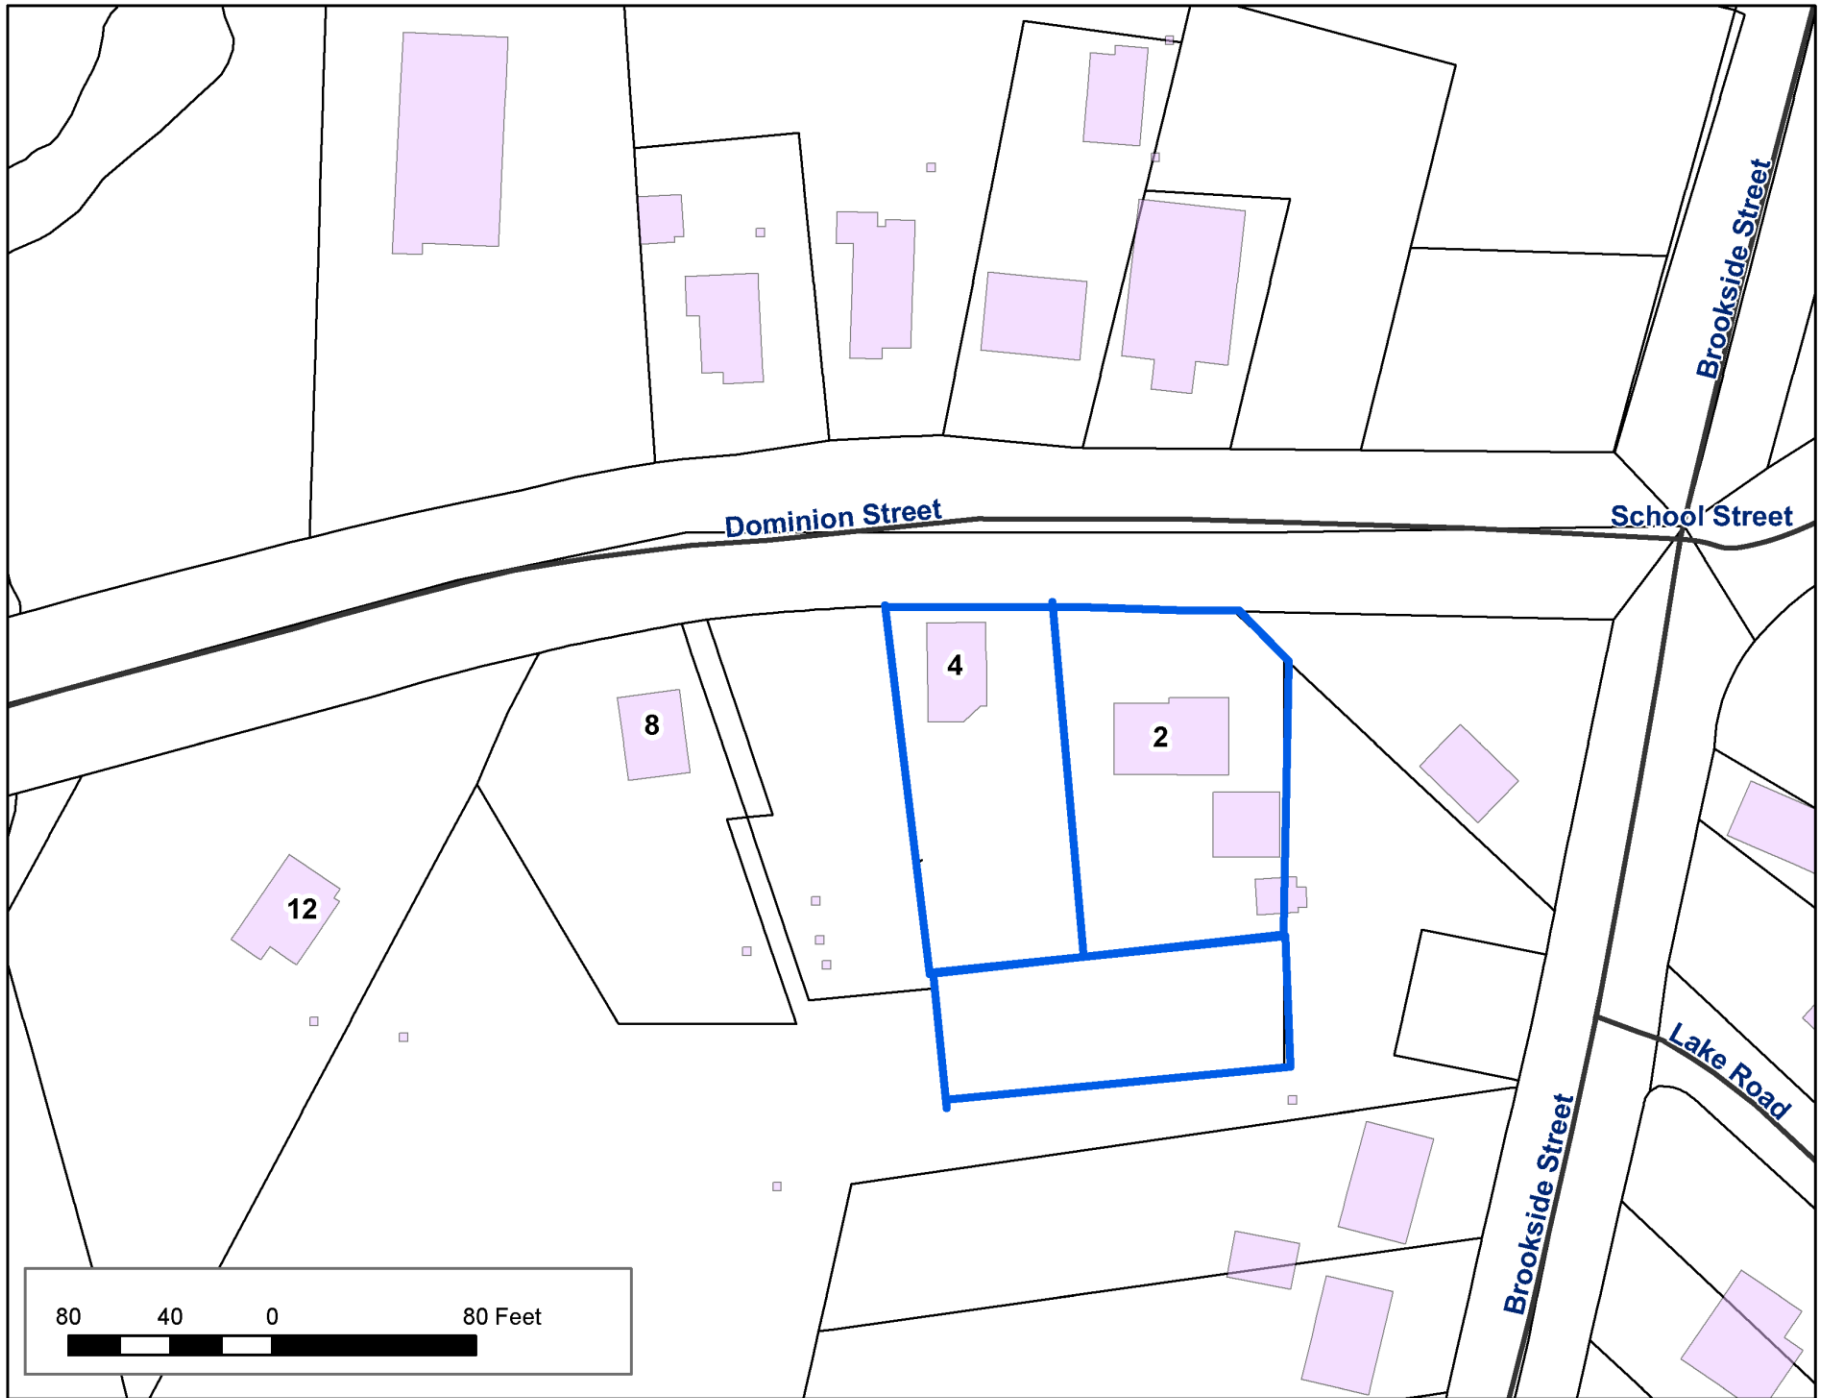 Brookside Street
Dominion Street
School Street
4
8
2
12
Lake Road
Brookside Street
80 40 0 80 Feet